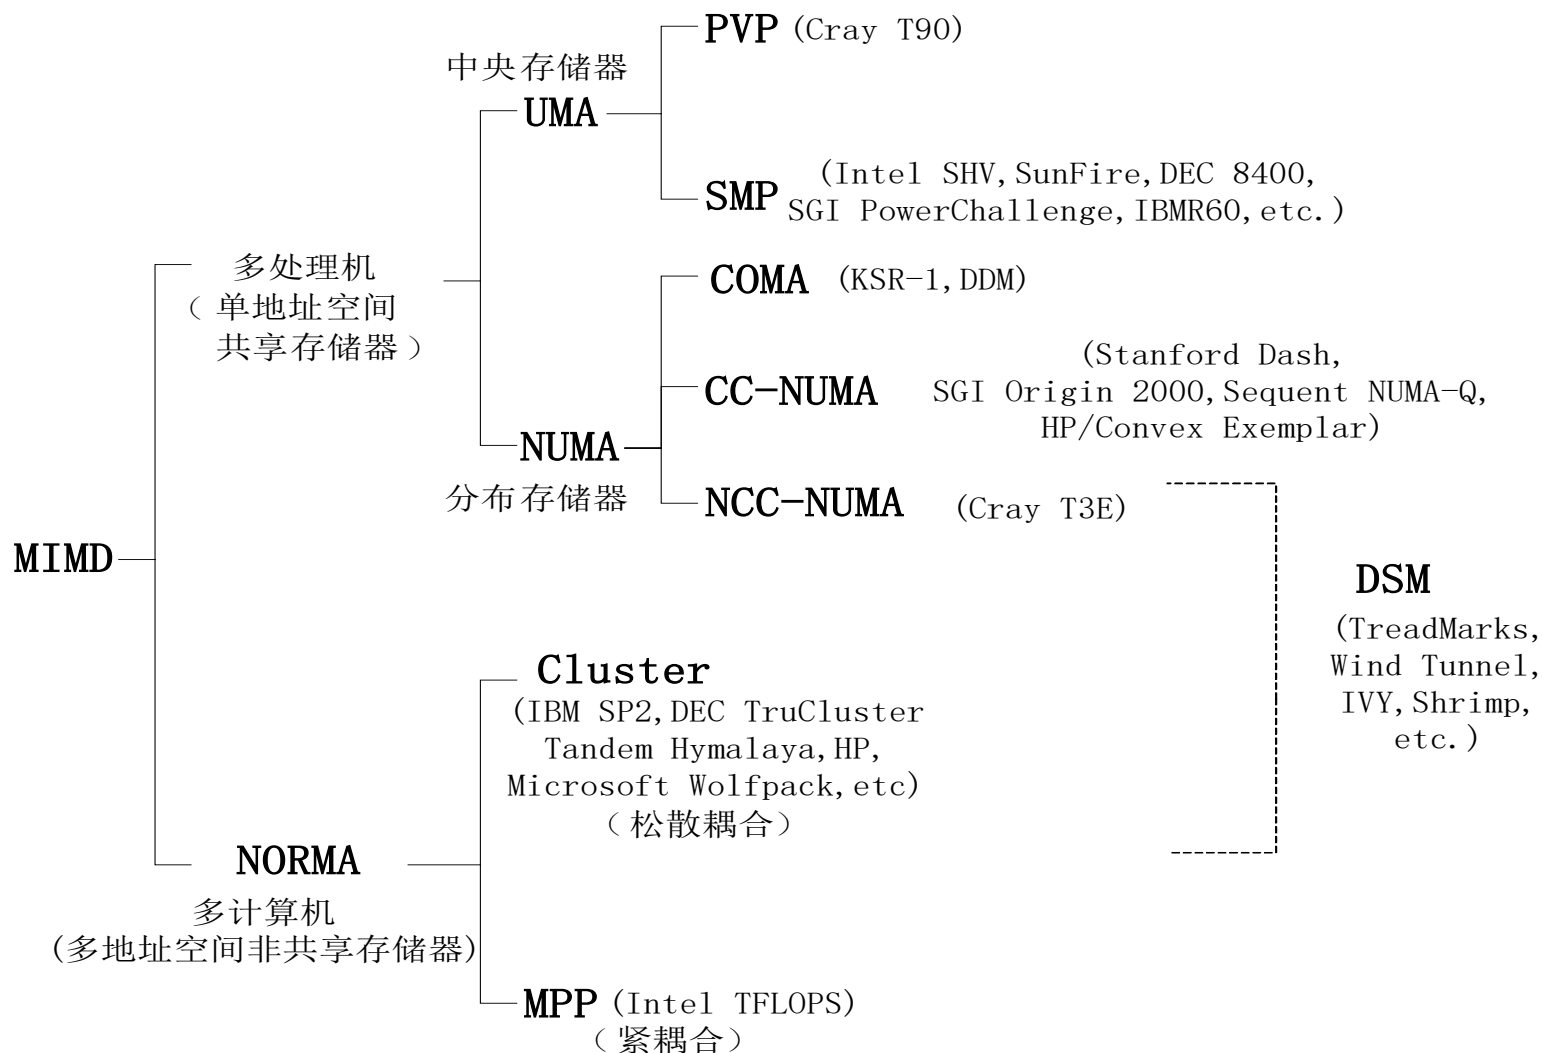 PVP (Cray T90)
中央存储器
UMA
SMP
(Intel SHV,SunFire,DEC 8400,
SGI PowerChallenge,IBMR60,etc.)
多处理机
（单地址空间
共享存储器）
COMA (KSR-1,DDM)
CC-NUMA
(Stanford Dash,
SGI Origin 2000,Sequent NUMA-Q,
HP/Convex Exemplar)
NUMA
分布存储器
NCC-NUMA (Cray T3E)
MIMD
DSM
(TreadMarks,
Wind Tunnel,
IVY,Shrimp,
etc.)
Cluster
(IBM SP2,DEC TruCluster
Tandem Hymalaya,HP,
Microsoft Wolfpack,etc)
（松散耦合）
NORMA
多计算机
(多地址空间非共享存储器)
MPP (Intel TFLOPS)
（紧耦合）